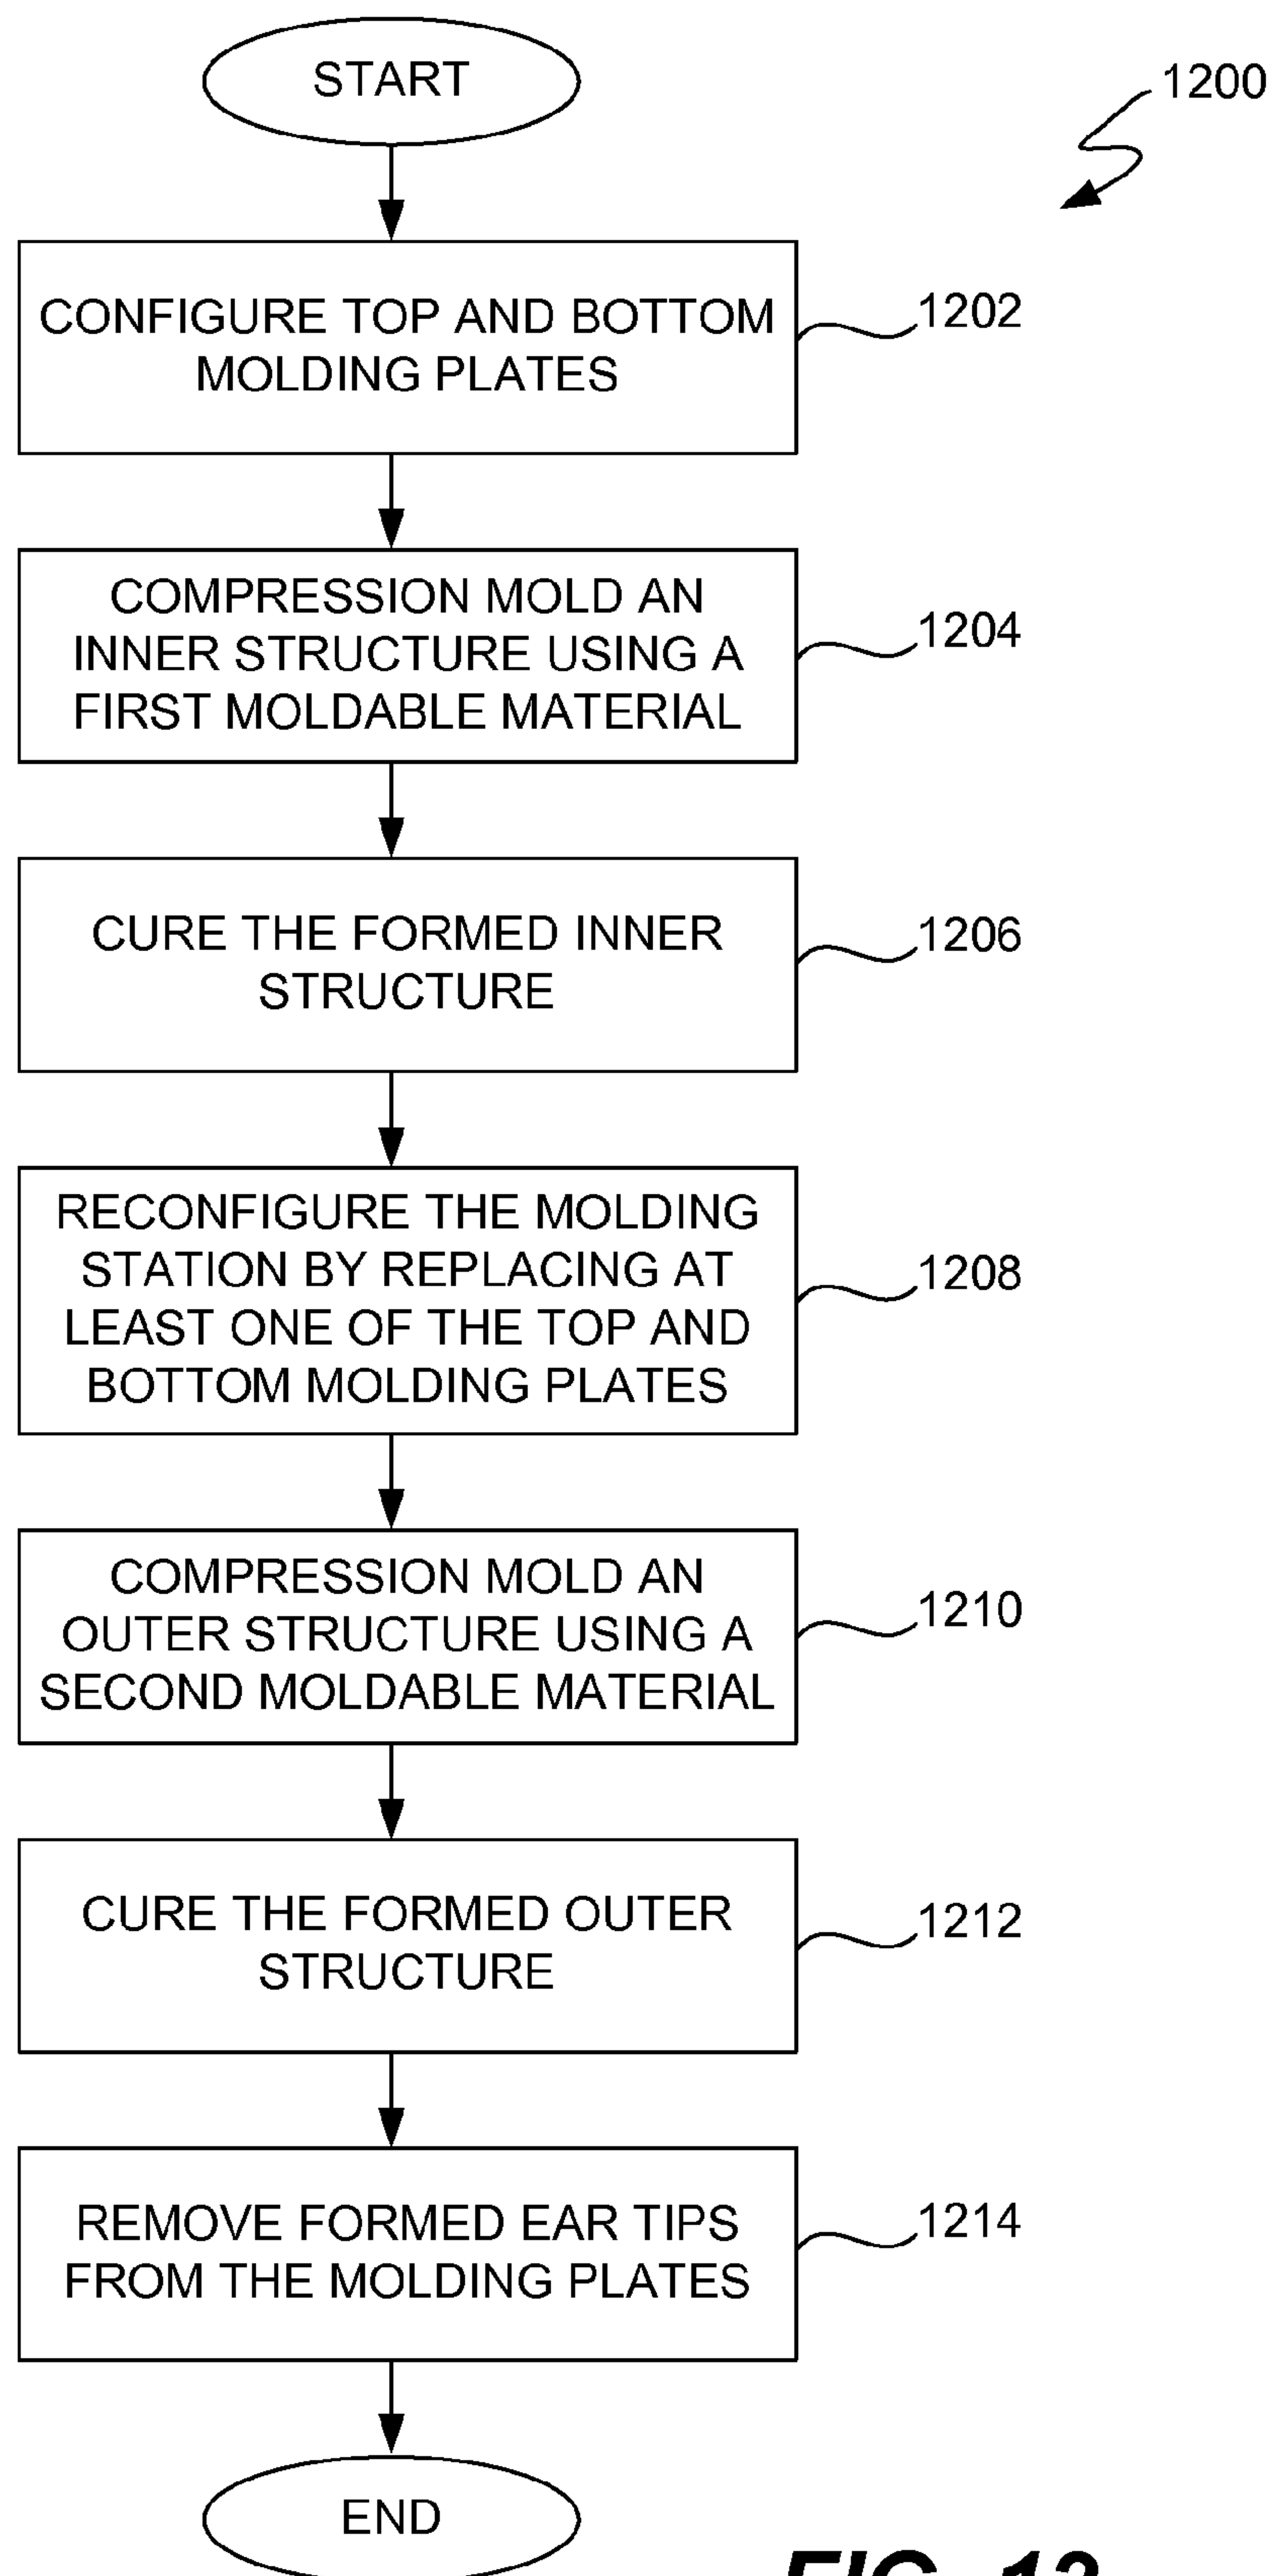 START
1200
CONFIGURE TOP AND BOTTOM
MOLDING PLATES
1202
COMPRESSION MOLD AN
INNER STRUCTURE USING A
FIRST MOLDABLE MATERIAL
1204
CURE THE FORMED INNER
STRUCTURE
1206
RECONFIGURE THE MOLDING
STATION BY REPLACING AT
LEAST ONE OF THE TOP AND
BOTTOM MOLDING PLATES
1208
COMPRESSION MOLD AN
OUTER STRUCTURE USING A
SECOND MOLDABLE MATERIAL
1210
CURE THE FORMED OUTER
STRUCTURE
1212
REMOVE FORMED EAR TIPS
FROM THE MOLDING PLATES
1214
END
FIG.